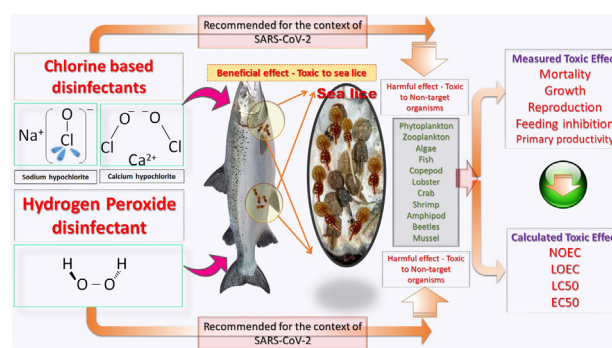 Recommended for the context of
SARS-CoV-2
Chlorine based
disinfectants
Na⁺
O
Cl
−
O⁻
⁻O
Cl
Cl
Ca²⁺
Sodium hypochlorite
Calcium hypochlorite
Hydrogen Peroxide
disinfectant
H
H
O
O
Beneficial effect - Toxic to sea lice
Sea lice
Harmful effect - Toxic
to Non-target
organisms
Phytoplankton
Zooplankton
Algae
Fish
Copepod
Lobster
Crab
Shrimp
Amphipod
Beetles
Mussel
Harmful effect - Toxic
to Non-target
organisms
Measured Toxic Effe
Mortality
Growth
Reproduction
Feeding inhibition
Primary productivity
Calculated Toxic Effe
NOEC
LOEC
LC50
EC50
Recommended for the context of
SARS-CoV-2